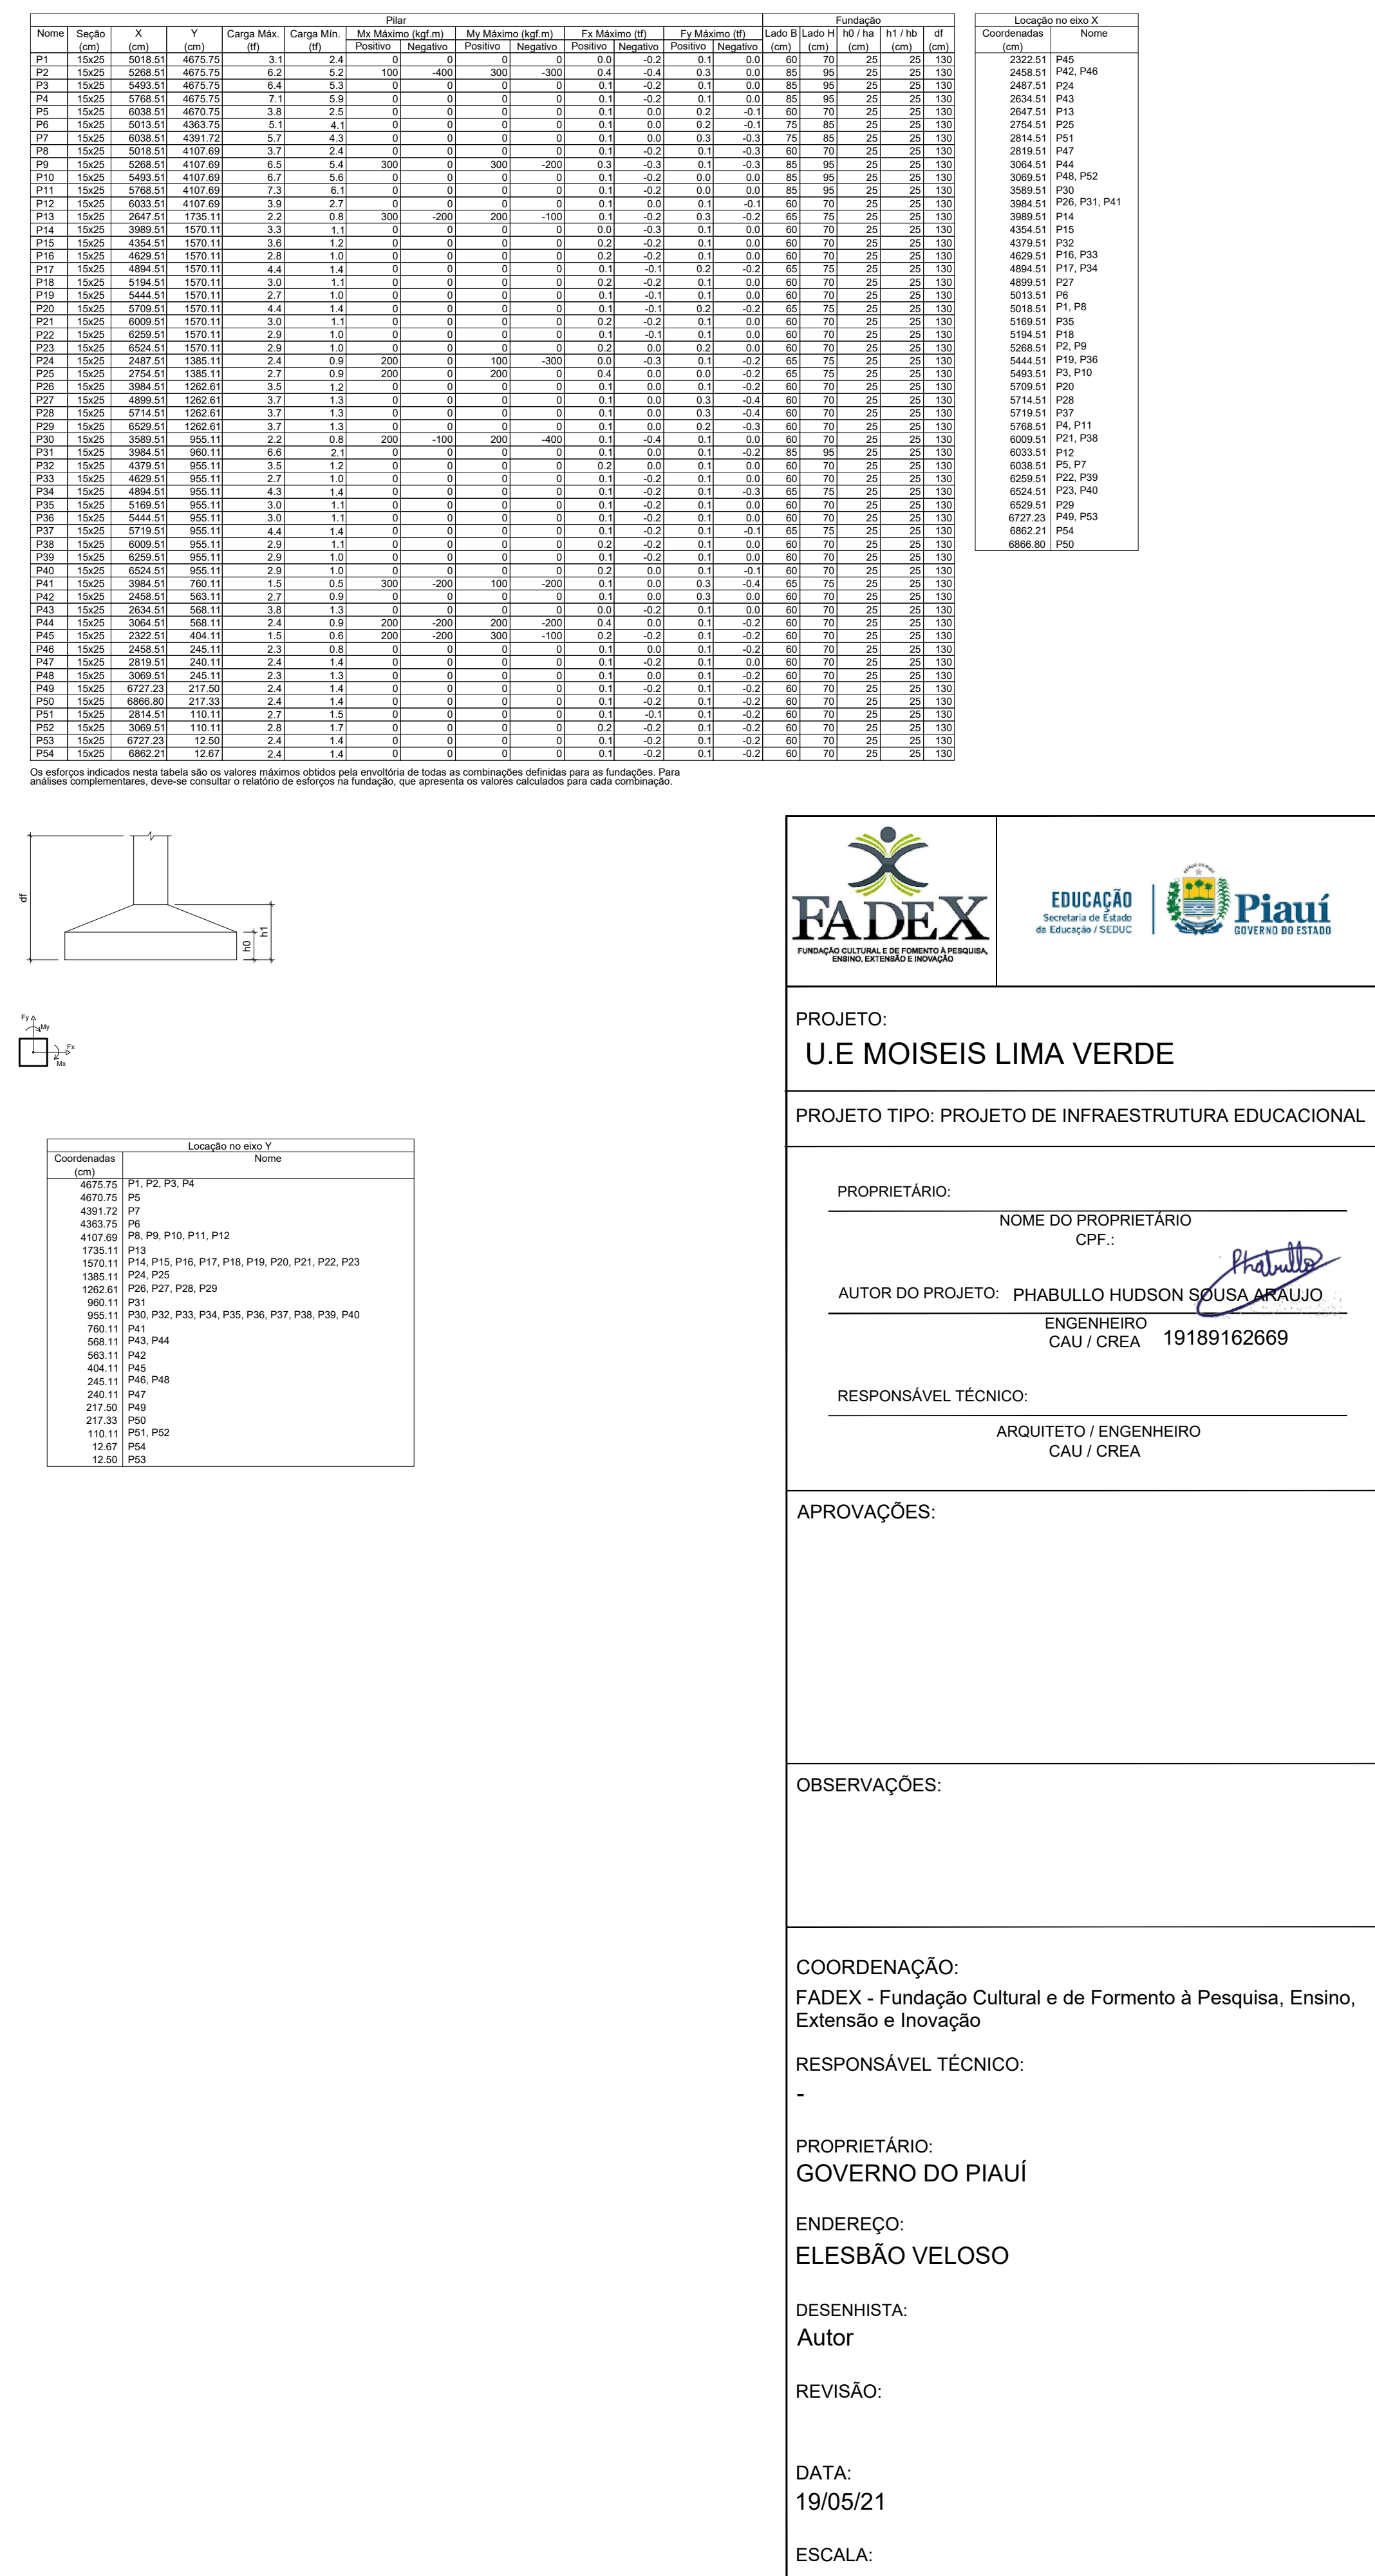 Pilar Fundação
Nome Seção X Y Carga Máx. Carga Mín. Mx Máximo (kgf.m) My Máximo (kgf.m) Fx Máximo (tf) Fy Máximo (tf) Lado B Lado H h0 / ha h1 / hb df
(cm) (cm) (cm) (tf) (tf) Positivo Negativo Positivo Negativo Positivo Negativo Positivo Negativo (cm) (cm) (cm) (cm) (cm)
P1 15x25 5018.51 4675.75 3.1 2.4 0 0 0 0 0.0 -0.2 0.1 0.0 60 70 25 25 130
P2 15x25 5268.51 4675.75 6.2 5.2 100 -400 300 -300 0.4 -0.4 0.3 0.0 85 95 25 25 130
P3 15x25 5493.51 4675.75 6.4 5.3 0 0 0 0 0.1 -0.2 0.1 0.0 85 95 25 25 130
P4 15x25 5768.51 4675.75 7.1 5.9 0 0 0 0 0.1 -0.2 0.1 0.0 85 95 25 25 130
P5 15x25 6038.51 4670.75 3.8 2.5 0 0 0 0 0.1 0.0 0.2 -0.1 60 70 25 25 130
P6 15x25 5013.51 4363.75 5.1 4.1 0 0 0 0 0.1 0.0 0.2 -0.1 75 85 25 25 130
P7 15x25 6038.51 4391.72 5.7 4.3 0 0 0 0 0.1 0.0 0.3 -0.3 75 85 25 25 130
P8 15x25 5018.51 4107.69 3.7 2.4 0 0 0 0 0.1 -0.2 0.1 -0.3 60 70 25 25 130
P9 15x25 5268.51 4107.69 6.5 5.4 300 0 300 -200 0.3 -0.3 0.1 -0.3 85 95 25 25 130
P10 15x25 5493.51 4107.69 6.7 5.6 0 0 0 0 0.1 -0.2 0.0 0.0 85 95 25 25 130
P11 15x25 5768.51 4107.69 7.3 6.1 0 0 0 0 0.1 -0.2 0.0 0.0 85 95 25 25 130
P12 15x25 6033.51 4107.69 3.9 2.7 0 0 0 0 0.1 0.0 0.1 -0.1 60 70 25 25 130
P13 15x25 2647.51 1735.11 2.2 0.8 300 -200 200 -100 0.1 -0.2 0.3 -0.2 65 75 25 25 130
P14 15x25 3989.51 1570.11 3.3 1.1 0 0 0 0 0.0 -0.3 0.1 0.0 60 70 25 25 130
P15 15x25 4354.51 1570.11 3.6 1.2 0 0 0 0 0.2 -0.2 0.1 0.0 60 70 25 25 130
P16 15x25 4629.51 1570.11 2.8 1.0 0 0 0 0 0.2 -0.2 0.1 0.0 60 70 25 25 130
P17 15x25 4894.51 1570.11 4.4 1.4 0 0 0 0 0.1 -0.1 0.2 -0.2 65 75 25 25 130
P18 15x25 5194.51 1570.11 3.0 1.1 0 0 0 0 0.2 -0.2 0.1 0.0 60 70 25 25 130
P19 15x25 5444.51 1570.11 2.7 1.0 0 0 0 0 0.1 -0.1 0.1 0.0 60 70 25 25 130
P20 15x25 5709.51 1570.11 4.4 1.4 0 0 0 0 0.1 -0.1 0.2 -0.2 65 75 25 25 130
P21 15x25 6009.51 1570.11 3.0 1.1 0 0 0 0 0.2 -0.2 0.1 0.0 60 70 25 25 130
P22 15x25 6259.51 1570.11 2.9 1.0 0 0 0 0 0.1 -0.1 0.1 0.0 60 70 25 25 130
P23 15x25 6524.51 1570.11 2.9 1.0 0 0 0 0 0.2 0.0 0.2 0.0 60 70 25 25 130
P24 15x25 2487.51 1385.11 2.4 0.9 200 0 100 -300 0.0 -0.3 0.1 -0.2 65 75 25 25 130
P25 15x25 2754.51 1385.11 2.7 0.9 200 0 200 0 0.4 0.0 0.0 -0.2 65 75 25 25 130
P26 15x25 3984.51 1262.61 3.5 1.2 0 0 0 0 0.1 0.0 0.1 -0.2 60 70 25 25 130
P27 15x25 4899.51 1262.61 3.7 1.3 0 0 0 0 0.1 0.0 0.3 -0.4 60 70 25 25 130
P28 15x25 5714.51 1262.61 3.7 1.3 0 0 0 0 0.1 0.0 0.3 -0.4 60 70 25 25 130
P29 15x25 6529.51 1262.61 3.7 1.3 0 0 0 0 0.1 0.0 0.2 -0.3 60 70 25 25 130
P30 15x25 3589.51 955.11 2.2 0.8 200 -100 200 -400 0.1 -0.4 0.1 0.0 60 70 25 25 130
P31 15x25 3984.51 960.11 6.6 2.1 0 0 0 0 0.1 0.0 0.1 -0.2 85 95 25 25 130
P32 15x25 4379.51 955.11 3.5 1.2 0 0 0 0 0.2 0.0 0.1 0.0 60 70 25 25 130
P33 15x25 4629.51 955.11 2.7 1.0 0 0 0 0 0.1 -0.2 0.1 0.0 60 70 25 25 130
P34 15x25 4894.51 955.11 4.3 1.4 0 0 0 0 0.1 -0.2 0.1 -0.3 65 75 25 25 130
P35 15x25 5169.51 955.11 3.0 1.1 0 0 0 0 0.1 -0.2 0.1 0.0 60 70 25 25 130
P36 15x25 5444.51 955.11 3.0 1.1 0 0 0 0 0.1 -0.2 0.1 0.0 60 70 25 25 130
P37 15x25 5719.51 955.11 4.4 1.4 0 0 0 0 0.1 -0.2 0.1 -0.1 65 75 25 25 130
P38 15x25 6009.51 955.11 2.9 1.1 0 0 0 0 0.2 -0.2 0.1 0.0 60 70 25 25 130
P39 15x25 6259.51 955.11 2.9 1.0 0 0 0 0 0.1 -0.2 0.1 0.0 60 70 25 25 130
P40 15x25 6524.51 955.11 2.9 1.0 0 0 0 0 0.2 0.0 0.1 -0.1 60 70 25 25 130
P41 15x25 3984.51 760.11 1.5 0.5 300 -200 100 -200 0.1 0.0 0.3 -0.4 65 75 25 25 130
P42 15x25 2458.51 563.11 2.7 0.9 0 0 0 0 0.1 0.0 0.3 0.0 60 70 25 25 130
P43 15x25 2634.51 568.11 3.8 1.3 0 0 0 0 0.0 -0.2 0.1 0.0 60 70 25 25 130
P44 15x25 3064.51 568.11 2.4 0.9 200 -200 200 -200 0.4 0.0 0.1 -0.2 60 70 25 25 130
P45 15x25 2322.51 404.11 1.5 0.6 200 -200 300 -100 0.2 -0.2 0.1 -0.2 60 70 25 25 130
P46 15x25 2458.51 245.11 2.3 0.8 0 0 0 0 0.1 0.0 0.1 -0.2 60 70 25 25 130
P47 15x25 2819.51 240.11 2.4 1.4 0 0 0 0 0.1 -0.2 0.1 0.0 60 70 25 25 130
P48 15x25 3069.51 245.11 2.3 1.3 0 0 0 0 0.1 0.0 0.1 -0.2 60 70 25 25 130
P49 15x25 6727.23 217.50 2.4 1.4 0 0 0 0 0.1 -0.2 0.1 -0.2 60 70 25 25 130
P50 15x25 6866.80 217.33 2.4 1.4 0 0 0 0 0.1 -0.2 0.1 -0.2 60 70 25 25 130
P51 15x25 2814.51 110.11 2.7 1.5 0 0 0 0 0.1 -0.1 0.1 -0.2 60 70 25 25 130
P52 15x25 3069.51 110.11 2.8 1.7 0 0 0 0 0.2 -0.2 0.1 -0.2 60 70 25 25 130
P53 15x25 6727.23 12.50 2.4 1.4 0 0 0 0 0.1 -0.2 0.1 -0.2 60 70 25 25 130
P54 15x25 6862.21 12.67 2.4 1.4 0 0 0 0 0.1 -0.2 0.1 -0.2 60 70 25 25 130
Os esforços indicados nesta tabela são os valores máximos obtidos pela envoltória de todas as combinações definidas para as fundações. Para
análises complementares, deve-se consultar o relatório de esforços na fundação, que apresenta os valores calculados para cada combinação.
Locação no eixo X
Coordenadas Nome
(cm)
2322.51 P45
2458.51 P42, P46
2487.51 P24
2634.51 P43
2647.51 P13
2754.51 P25
2814.51 P51
2819.51 P47
3064.51 P44
3069.51 P48, P52
3589.51 P30
3984.51 P26, P31, P41
3989.51 P14
4354.51 P15
4379.51 P32
4629.51 P16, P33
4894.51 P17, P34
4899.51 P27
5013.51 P6
5018.51 P1, P8
5169.51 P35
5194.51 P18
5268.51 P2, P9
5444.51 P19, P36
5493.51 P3, P10
5709.51 P20
5714.51 P28
5719.51 P37
5768.51 P4, P11
6009.51 P21, P38
6033.51 P12
6038.51 P5, P7
6259.51 P22, P39
6524.51 P23, P40
6529.51 P29
6727.23 P49, P53
6862.21 P54
6866.80 P50
df
h0
h1
Fy
My
Fx
Mx
Locação no eixo Y
Coordenadas Nome
(cm)
4675.75 P1, P2, P3, P4
4670.75 P5
4391.72 P7
4363.75 P6
4107.69 P8, P9, P10, P11, P12
1735.11 P13
1570.11 P14, P15, P16, P17, P18, P19, P20, P21, P22, P23
1385.11 P24, P25
1262.61 P26, P27, P28, P29
960.11 P31
955.11 P30, P32, P33, P34, P35, P36, P37, P38, P39, P40
760.11 P41
568.11 P43, P44
563.11 P42
404.11 P45
245.11 P46, P48
240.11 P47
217.50 P49
217.33 P50
110.11 P51, P52
12.67 P54
12.50 P53
FADEX
FUNDAÇÃO CULTURAL E DE FOMENTO À PESQUISA,
ENSINO, EXTENSÃO E INOVAÇÃO
EDUCAÇÃO
Secretaria de Estado
da Educação / SEDUC
Piauí
GOVERNO DO ESTADO
PROJETO:
U.E MOISEIS LIMA VERDE
PROJETO TIPO: PROJETO DE INFRAESTRUTURA EDUCACIONAL
PROPRIETÁRIO:
NOME DO PROPRIETÁRIO
CPF.:
Phabullo
AUTOR DO PROJETO: PHABULLO HUDSON SOUSA ARAUJO
ENGENHEIRO
CAU / CREA 19189162669
RESPONSÁVEL TÉCNICO:
ARQUITETO / ENGENHEIRO
CAU / CREA
APROVAÇÕES:
OBSERVAÇÕES:
COORDENAÇÃO:
FADEX - Fundação Cultural e de Formento à Pesquisa, Ensino,
Extensão e Inovação
RESPONSÁVEL TÉCNICO:
-
PROPRIETÁRIO:
GOVERNO DO PIAUÍ
ENDEREÇO:
ELESBÃO VELOSO
DESENHISTA:
Autor
REVISÃO:
DATA:
19/05/21
ESCALA: